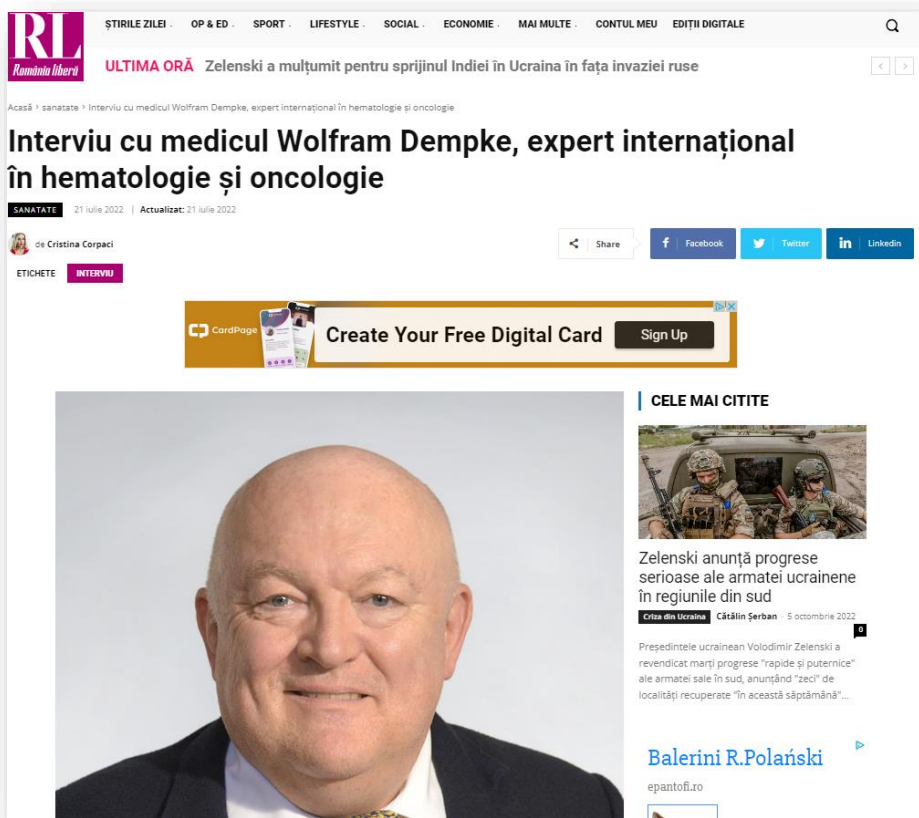 RL
România liberă
ȘTIRILE ZILEI
OP & ED
SPORT
LIFESTYLE
SOCIAL
ECONOMIE
MAI MULTE
CONTUL MEU
EDIȚII DIGITALE
ULTIMA ORĂ Zelenski a mulțumit pentru sprijinul Indiei în Ucraina în fața invaziei ruse
Acasă › sanatate › Interviu cu medicul Wolfram Dempke, expert internațional în hematologie și oncologie
Interviu cu medicul Wolfram Dempke, expert internațional
în hematologie și oncologie
SANATATE 21 iulie 2022 | Actualizat: 21 iulie 2022
de Cristina Corpaci
Share
Facebook
Twitter
Linkedin
ETICHETE INTERVIU
CardPage
Create Your Free Digital Card
Sign Up
CELE MAI CITITE
Zelenski anunță progrese
serioase ale armatei ucrainene
în regiunile din sud
Criza din Ucraina Cătălin Șerban - 5 octombrie 2022
0
Președintele ucrainean Volodimir Zelenski a
revendicat marți progrese "rapide și puternice"
ale armatei sale în sud, anunțând "zeci" de
localități recuperate "în această săptămână"...
Balerini R.Polański
epantofi.ro